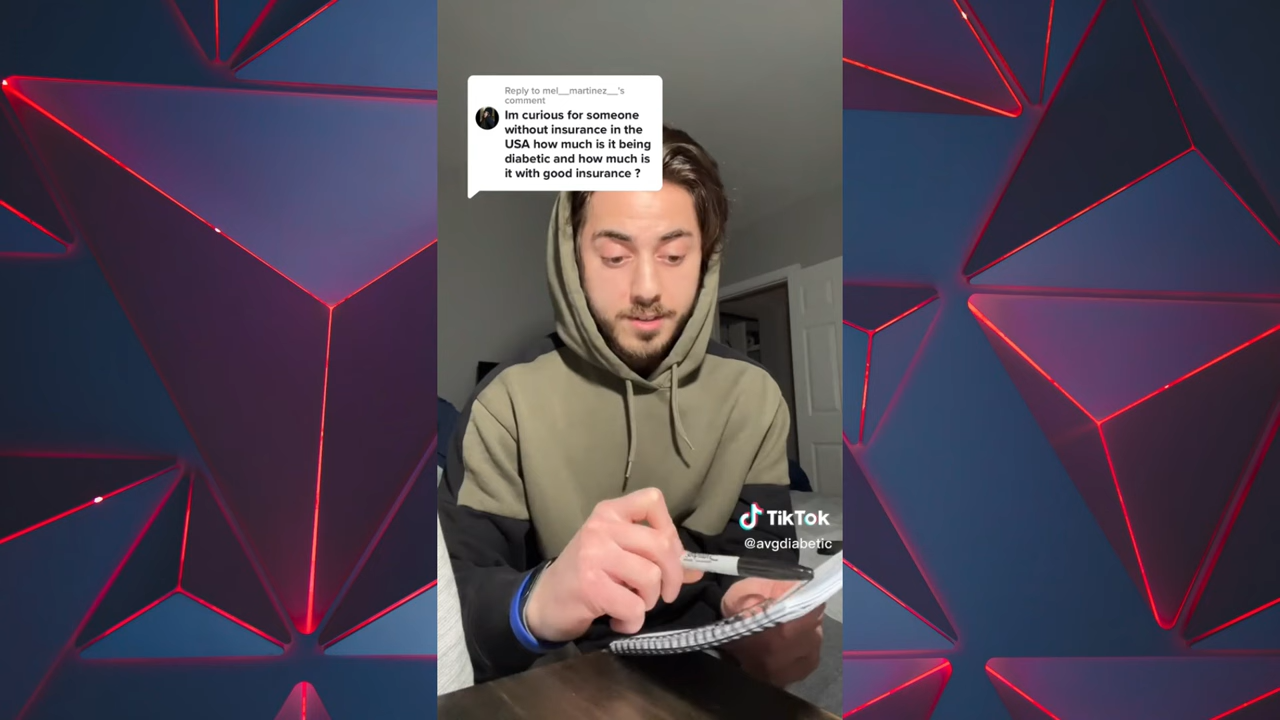 Reply to mel__martinez__'s
comment
Im curious for someone
without insurance in the
USA how much is it being
diabetic and how much is
it with good insurance ?
TikTok
@avgdiabetic